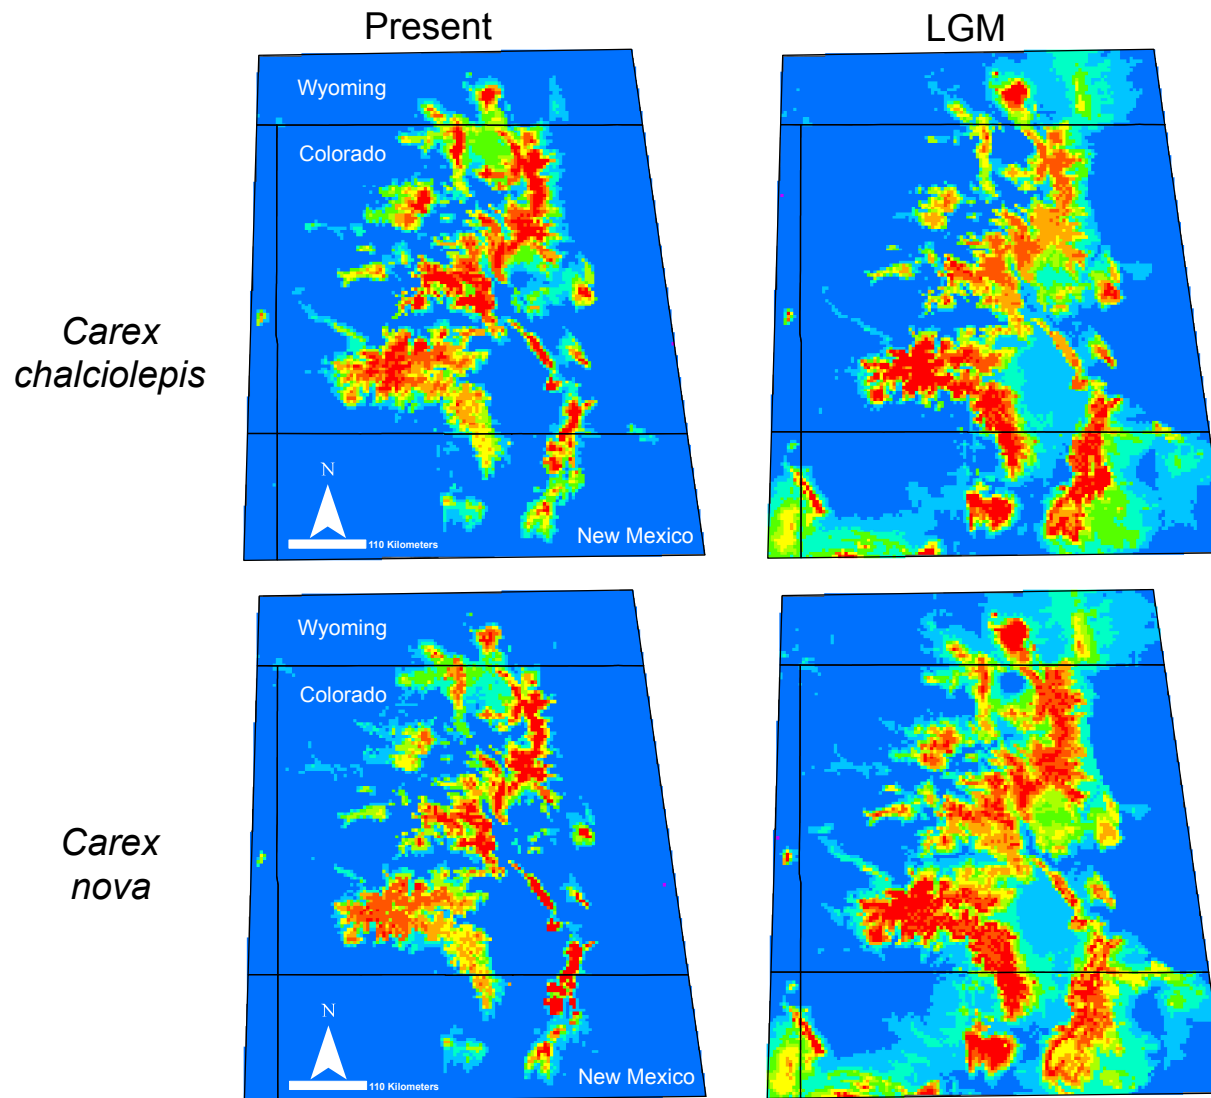 Present
LGM
Wyoming
Colorado
Carex
chalciolepis
N
110 Kilometers
New Mexico
Wyoming
Colorado
Carex
nova
N
110 Kilometers
New Mexico